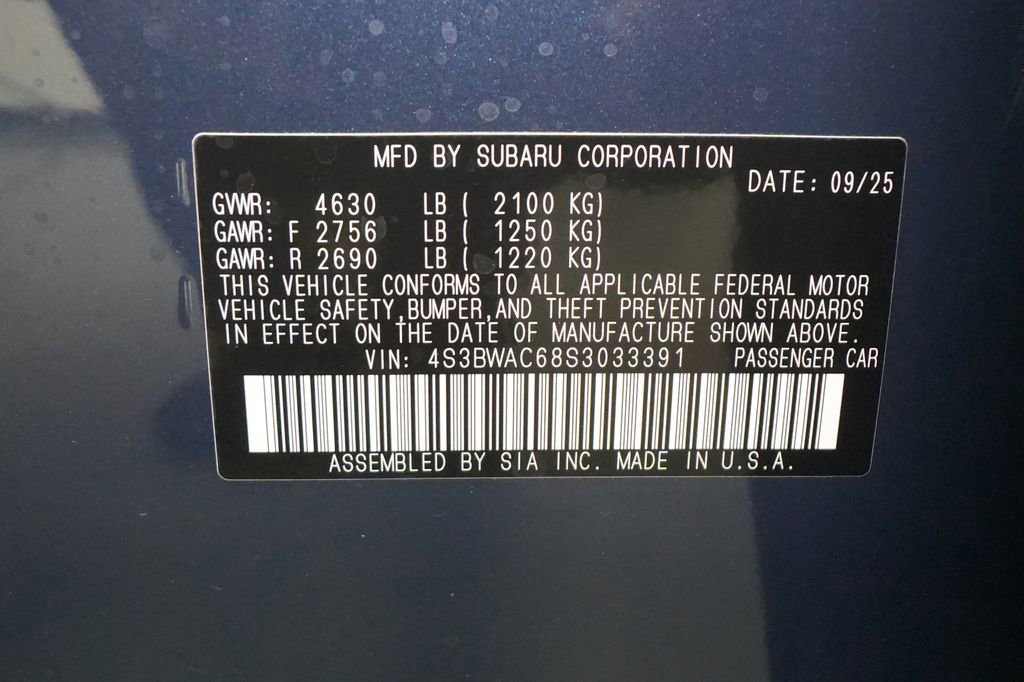 MFD BY SUBARU CORPORATION
DATE: 09/25
GVWR: 4630 LB ( 2100 KG)
GAWR: F 2756 LB ( 1250 KG)
GAWR: R 2690 LB ( 1220 KG)
THIS VEHICLE CONFORMS TO ALL APPLICABLE FEDERAL MOTOR
VEHICLE SAFETY,BUMPER,AND THEFT PREVENTION STANDARDS
IN EFFECT ON THE DATE OF MANUFACTURE SHOWN ABOVE.
VIN: 4S3BWAC68S3033391 PASSENGER CAR
ASSEMBLED BY SIA INC. MADE IN U.S.A.